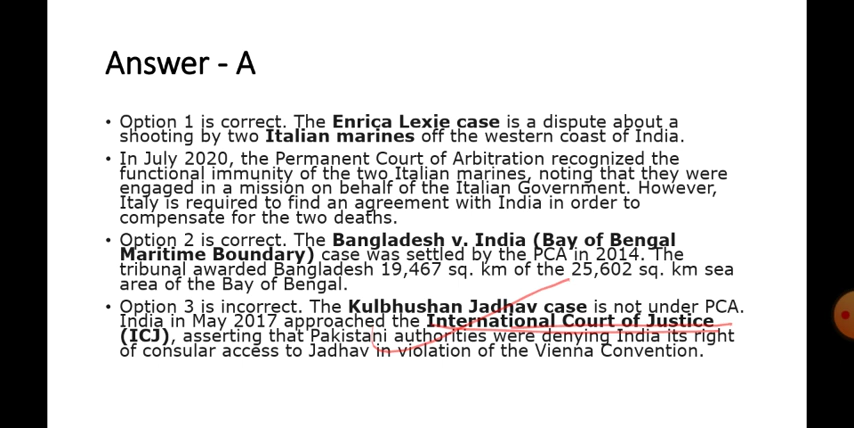 Answer - A
• Option 1 is correct. The Enrica Lexie case is a dispute about a
shooting by two Italian marines off the western coast of India.
• In July 2020, the Permanent Court of Arbitration recognized the
functional immunity of the two Italian marines, noting that they were
engaged in a mission on behalf of the Italian Government. However,
Italy is required to find an agreement with India in order to
compensate for the two deaths.
• Option 2 is correct. The Bangladesh v. India (Bay of Bengal
Maritime Boundary) case was settled by the PCA in 2014. The
tribunal awarded Bangladesh 19,467 sq. km of the 25,602 sq. km sea
area of the Bay of Bengal.
• Option 3 is incorrect. The Kulbhushan Jadhav case is not under PCA.
India in May 2017 approached the International Court of Justice
(ICJ), asserting that Pakistani authorities were denying India its right
of consular access to Jadhav in violation of the Vienna Convention.